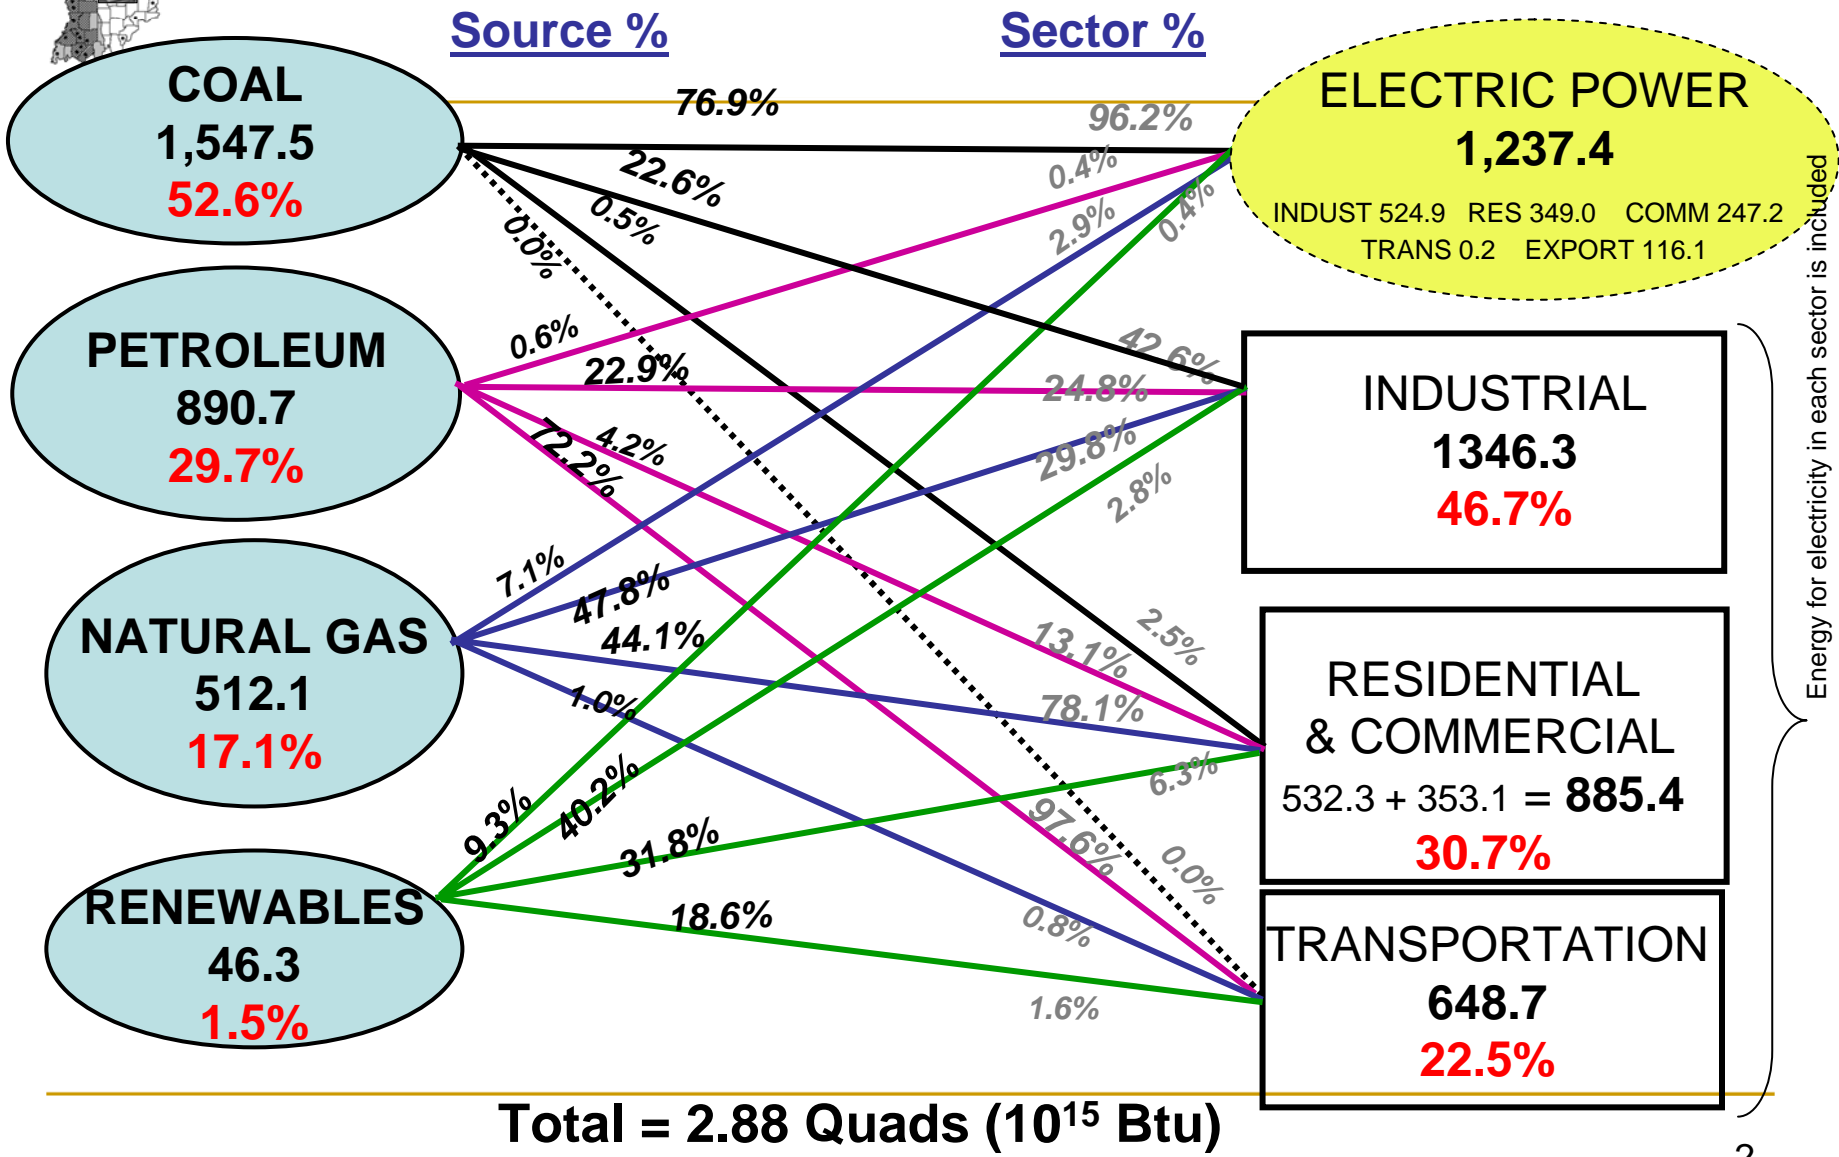 Source %
Sector %
COAL
1,547.5
52.6%
PETROLEUM
890.7
29.7%
NATURAL GAS
512.1
17.1%
RENEWABLES
46.3
1.5%
76.9%
22.6%
0.5%
0.0%
0.6%
22.9%
4.2%
72.2%
7.1%
47.8%
44.1%
1.0%
9.3%
40.2%
31.8%
18.6%
96.2%
0.4%
2.9%
0.4%
42.6%
24.8%
29.8%
2.8%
2.5%
13.1%
78.1%
6.3%
97.6%
0.0%
0.8%
1.6%
ELECTRIC POWER
1,237.4
INDUST 524.9 RES 349.0 COMM 247.2
TRANS 0.2 EXPORT 116.1
INDUSTRIAL
1346.3
46.7%
RESIDENTIAL
& COMMERCIAL
532.3 + 353.1 = 885.4
30.7%
TRANSPORTATION
648.7
22.5%
Energy for electricity in each sector is included
Total = 2.88 Quads (10¹⁵ Btu)
2